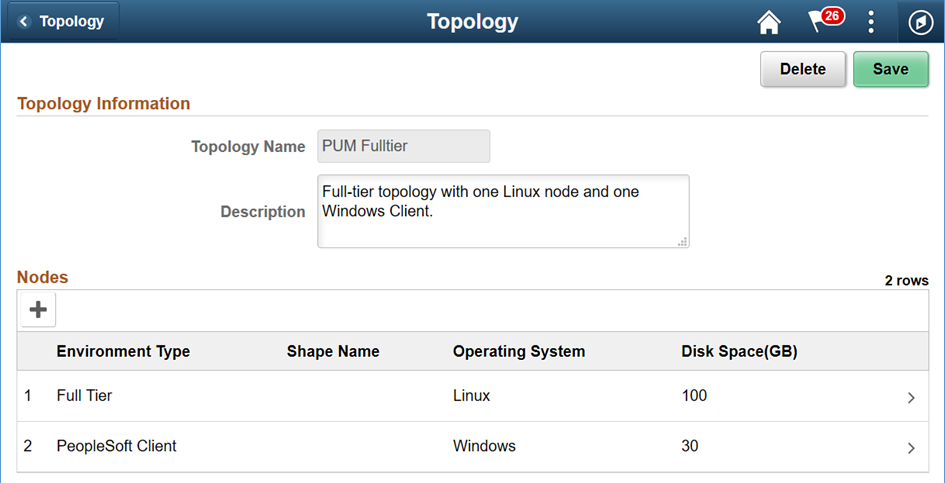 Topology
Topology
26
Delete
Save
Topology Information
Topology Name
PUM Fulltier
Description
Full-tier topology with one Linux node and one
Windows Client.
Nodes
2 rows
Environment Type Shape Name Operating System Disk Space(GB)
1 Full Tier Linux 100
2 PeopleSoft Client Windows 30